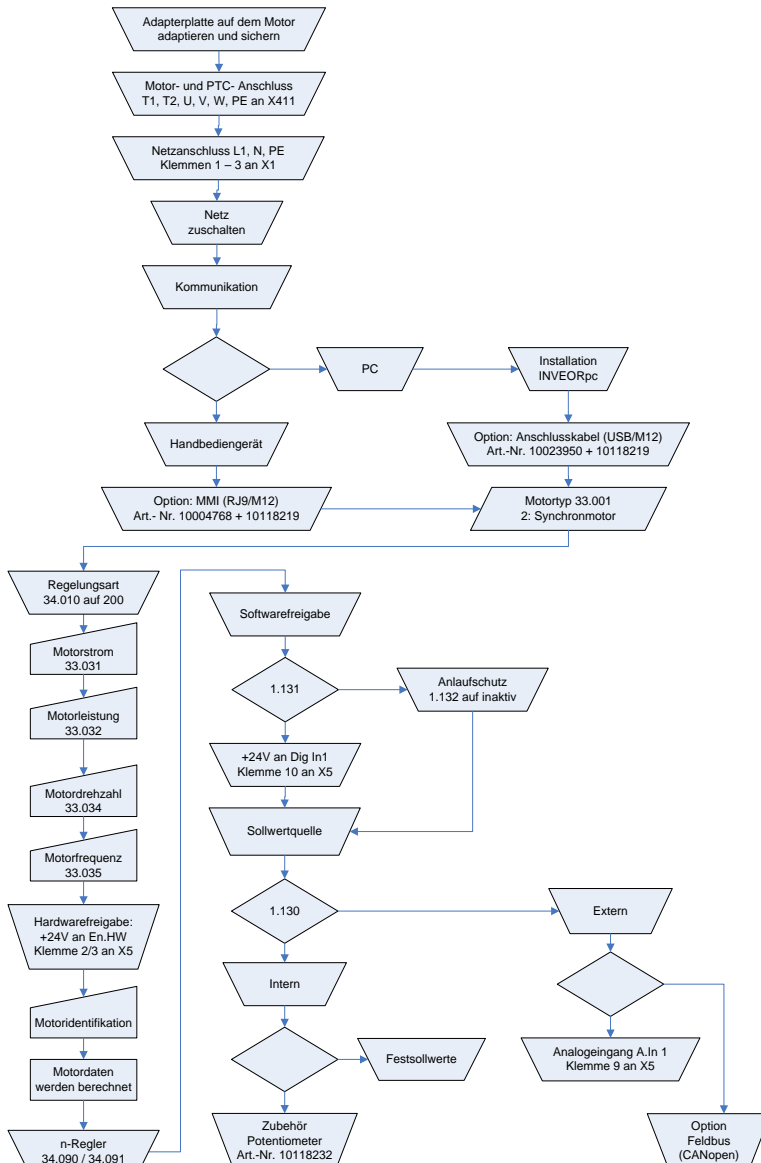 Adapterplatte auf dem Motor
adaptieren und sichern
Motor- und PTC- Anschluss
T1, T2, U, V, W, PE an X411
Netzanschluss L1, N, PE
Klemmen 1 – 3 an X1
Netz
zuschalten
Kommunikation
PC
Installation
INVEORpc
Handbediengerät
Option: Anschlusskabel (USB/M12)
Art.-Nr. 10023950 + 10118219
Option: MMI (RJ9/M12)
Art.- Nr. 10004768 + 10118219
Motortyp 33.001
2: Synchronmotor
Regelungsart
34.010 auf 200
Motorstrom
33.031
Motorleistung
33.032
Motordrehzahl
33.034
Motorfrequenz
33.035
Hardwarefreigabe:
+24V an En.HW
Klemme 2/3 an X5
Motoridentifikation
Motordaten
werden berechnet
n-Regler
34.090 / 34.091
Softwarefreigabe
1.131
Anlaufschutz
1.132 auf inaktiv
+24V an Dig In1
Klemme 10 an X5
Sollwertquelle
1.130
Extern
Intern
Festsollwerte
Analogeingang A.In 1
Klemme 9 an X5
Zubehör
Potentiometer
Art.-Nr. 10118232
Option
Feldbus
(CANopen)